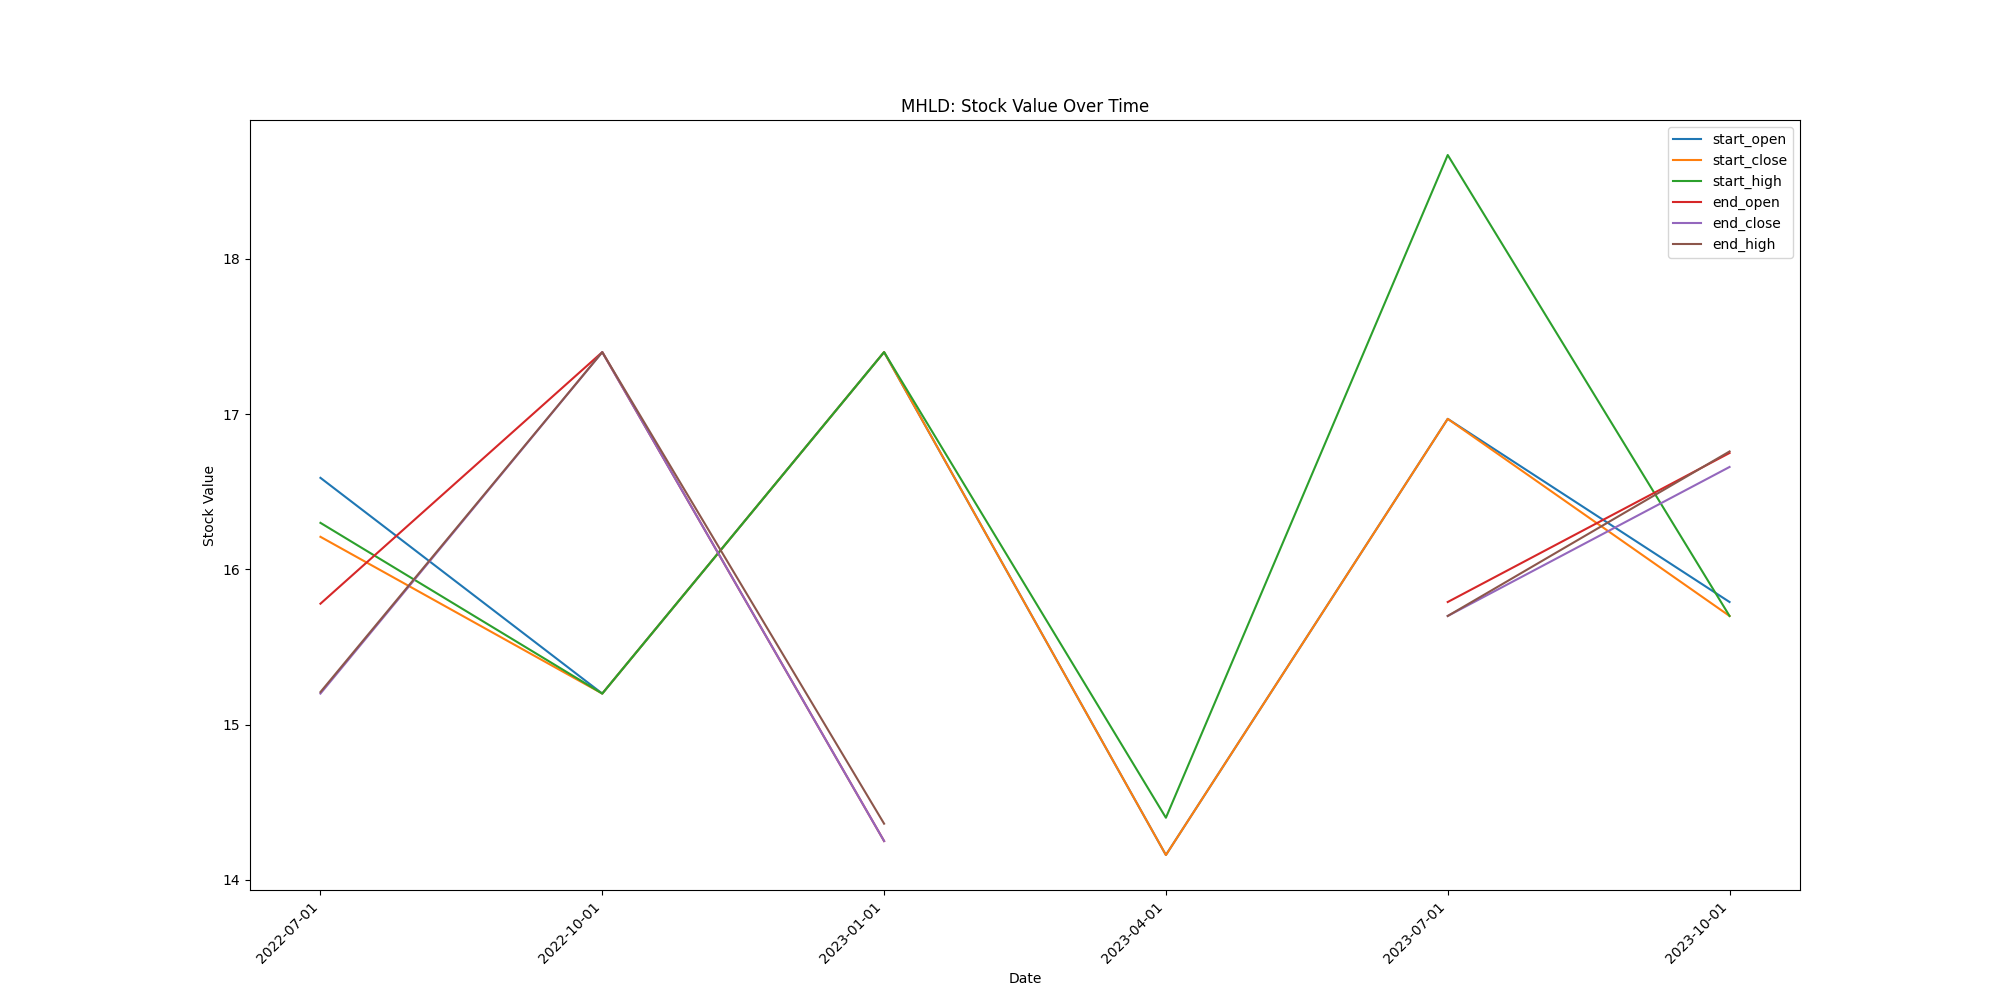 MHLD: Stock Value Over Time
start_open
start_close
start_high
end_open
end_close
end_high
18
17
16
15
14
Stock Value
2022-07-01
2022-10-01
2023-01-01
2023-04-01
2023-07-01
2023-10-01
Date